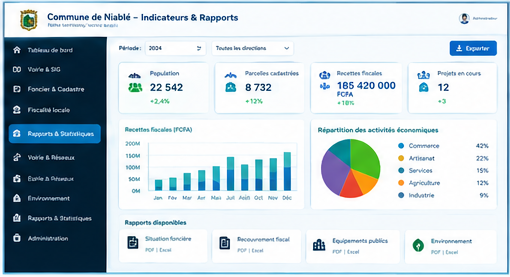 Commune de Niablé – Indicateurs & Rapports
Administrateur
Tableau de bord
Voirie & SIG
Foncier & Cadastre
Fiscalité locale
Rapports & Statistiques
Voirie & Réseaux
Environnement
Rapports & Statistiques
Administration
Période:
2024
Toutes les directions
Exporter
Population
22 542
+2,4%
Parcelles cadastrées
8 732
+12%
Recettes fiscales
185 420 000
FCFA
+18%
Projets en cours
12
+3
Recettes fiscales (FCFA)
200M
150M
100M
50M
0M
Jan
Fév
Mar
Avr
Mai
Juil
Sep
Oct
Nov
Déc
Répartition des activités économiques
Commerce 42%
Artisanat 22%
Services 15%
Agriculture 12%
Industrie 9%
Rapports disponibles
Situation foncière
PDF | Excel
Recouvrement fiscal
PDF | Excel
Equipements publics
PDF | Excel
Environnement
PDF | Excel